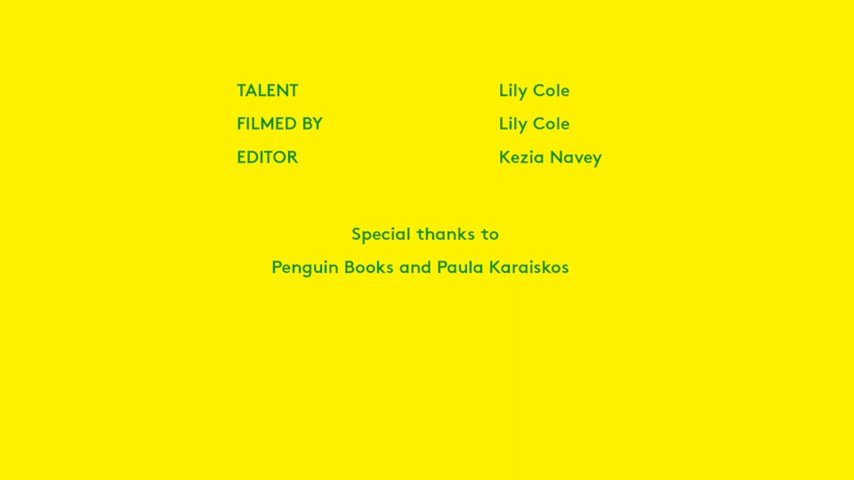 TALENT Lily Cole
FILMED BY Lily Cole
EDITOR Kezia Navey
Special thanks to
Penguin Books and Paula Karaiskos